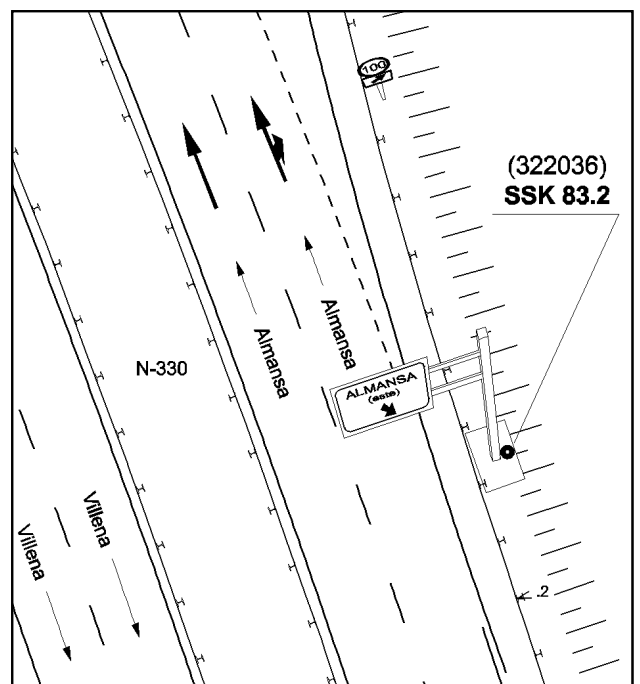 100
(322036)
SSK 83.2
Almansa
Almansa
N-330
ALMANSA
(este)
Villena
Villena
.2